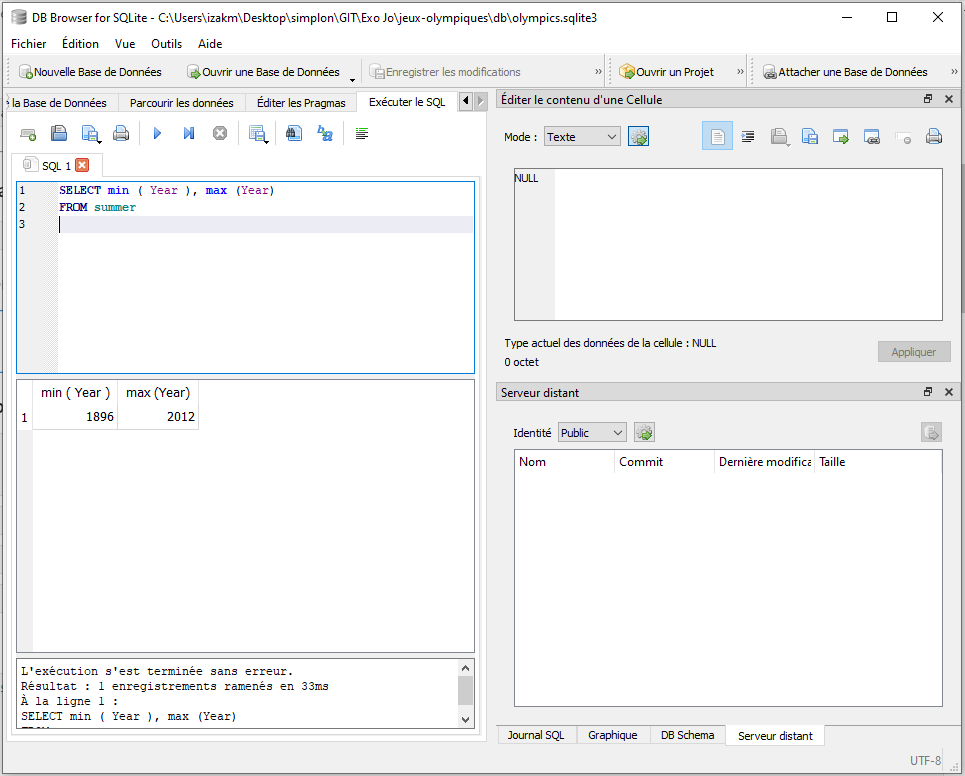 DB Browser for SQLite - C:\Users\izakm\Desktop\simplon\GIT\Exo Jo\jeux-olympiques\db\olympics.sqlite3
Fichier Édition Vue Outils Aide
Nouvelle Base de Données Ouvrir une Base de Données Enregistrer les modifications » Ouvrir un Projet » Attacher une Base de Données »
la Base de Données Parcourir les données Éditer les Pragmas Exécuter le SQL
SQL 1
1 SELECT min ( Year ), max (Year)
2 FROM summer
3
min ( Year ) max (Year)
1 1896 2012
L'exécution s'est terminée sans erreur.
Résultat : 1 enregistrements ramenés en 33ms
À la ligne 1 :
SELECT min ( Year ), max (Year)
FROM
Éditer le contenu d'une Cellule
Mode : Texte
NULL
Type actuel des données de la cellule : NULL
0 octet
Appliquer
Serveur distant
Identité Public
Nom Commit Dernière modifica Taille
Journal SQL Graphique DB Schema Serveur distant
UTF-8